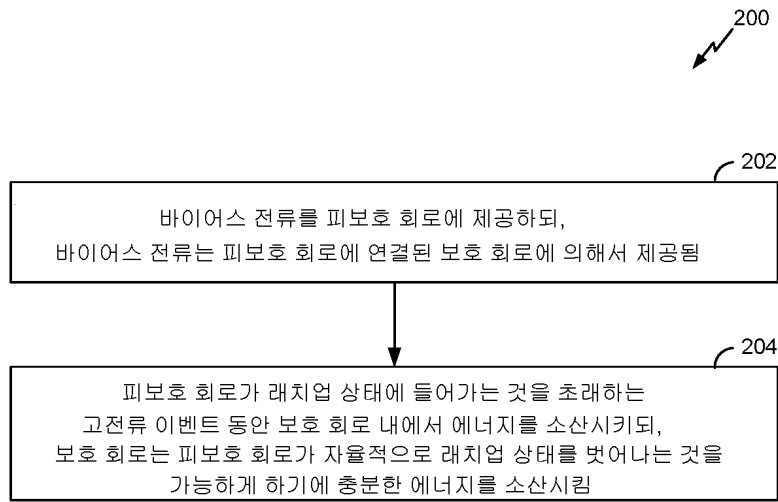 200
202
바이어스 전류를 피보호 회로에 제공하되,
바이어스 전류는 피보호 회로에 연결된 보호 회로에 의해서 제공됨
204
피보호 회로가 래치업 상태에 들어가는 것을 초래하는
고전류 이벤트 동안 보호 회로 내에서 에너지를 소산시키되,
보호 회로는 피보호 회로가 자율적으로 래치업 상태를 벗어나는 것을
가능하게 하기에 충분한 에너지를 소산시킴